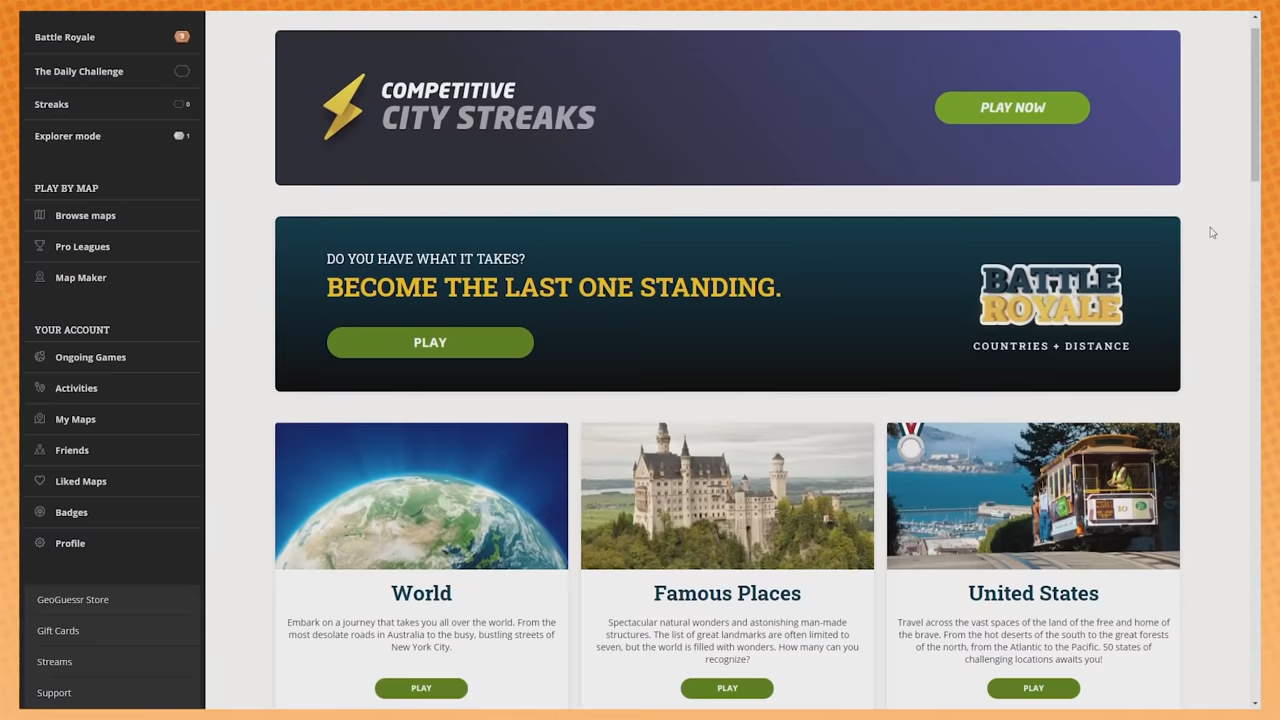 Battle Royale
The Daily Challenge
Streaks
0
Explorer mode
1
PLAY BY MAP
Browse maps
Pro Leagues
Map Maker
YOUR ACCOUNT
Ongoing Games
Activities
My Maps
Friends
Liked Maps
Badges
Profile
GeoGuessr Store
Gift Cards
Streams
Support
COMPETITIVE
CITY STREAKS
PLAY NOW
DO YOU HAVE WHAT IT TAKES?
BECOME THE LAST ONE STANDING.
PLAY
BATTLE
ROYALE
COUNTRIES + DISTANCE
World
Embark on a journey that takes you all over the world. From the
most desolate roads in Australia to the busy, bustling streets of
New York City.
PLAY
Famous Places
Spectacular natural wonders and astonishing man-made
structures. The list of great landmarks are often limited to
seven, but the world is filled with wonders. How many can you
recognize?
PLAY
10
United States
Travel across the vast spaces of the land of the free and home of
the brave. From the hot deserts of the south to the great forests
of the north, from the Atlantic to the Pacific. 50 states of
challenging locations awaits you!
PLAY